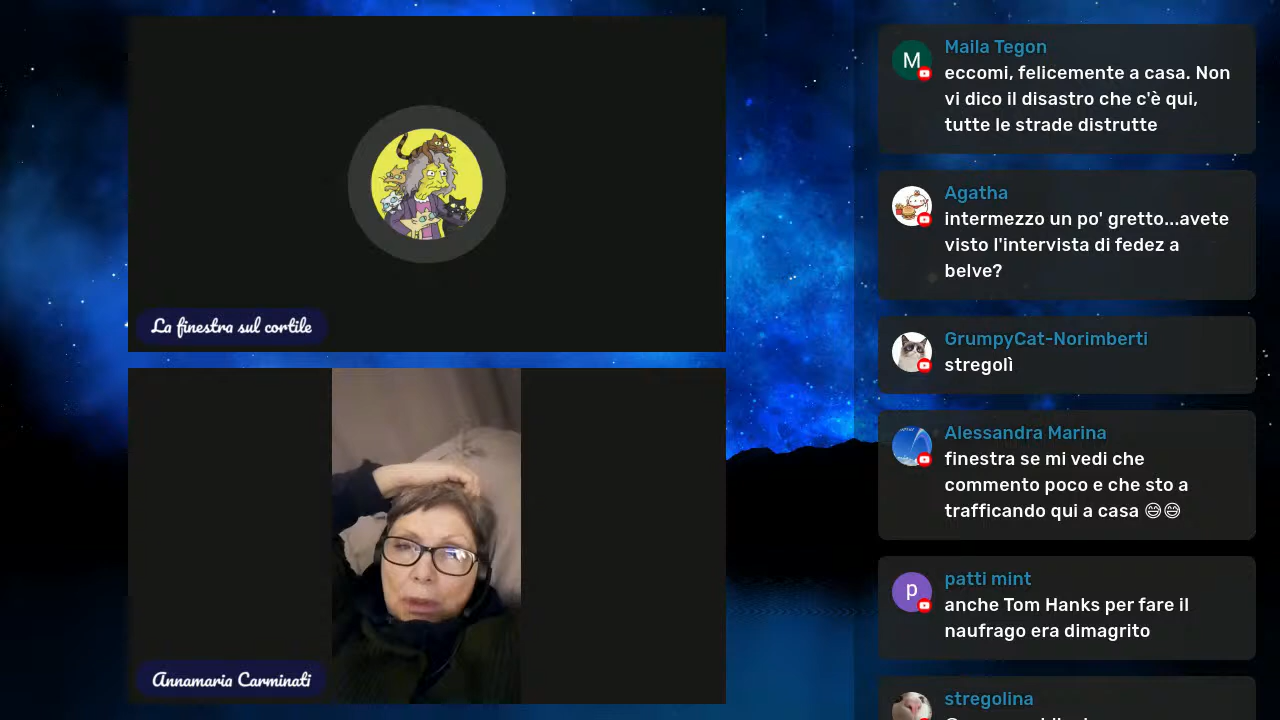 La finestra sul cortile
Annamaria Carminati
M
Maila Tegon
eccomi, felicemente a casa. Non
vi dico il disastro che c'è qui,
tutte le strade distrutte
Agatha
intermezzo un po' gretto...avete
visto l'intervista di fedez a
belve?
GrumpyCat-Norimberti
stregolì
Alessandra Marina
finestra se mi vedi che
commento poco e che sto a
trafficando qui a casa 😅😅
p
patti mint
anche Tom Hanks per fare il
naufrago era dimagrito
stregolina